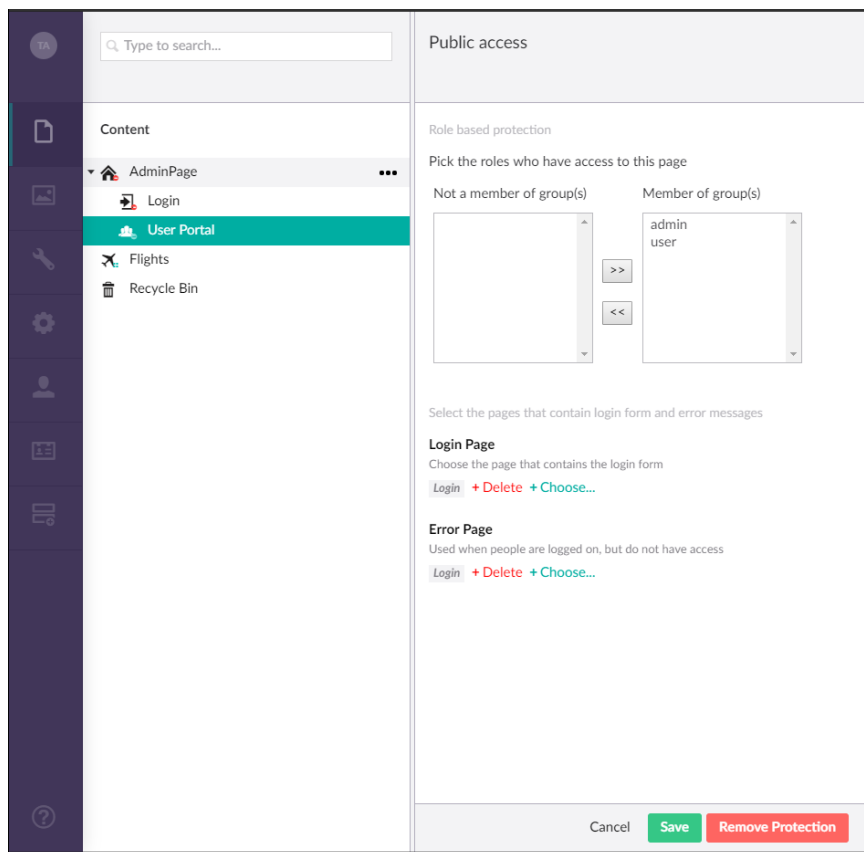 TA
Type to search...
Public access
Content
AdminPage
Login
User Portal
Flights
Recycle Bin
Role based protection
Pick the roles who have access to this page
Not a member of group(s)
Member of group(s)
admin
user
>>
<<
Select the pages that contain login form and error messages
Login Page
Choose the page that contains the login form
Login + Delete + Choose...
Error Page
Used when people are logged on, but do not have access
Login + Delete + Choose...
Cancel Save Remove Protection